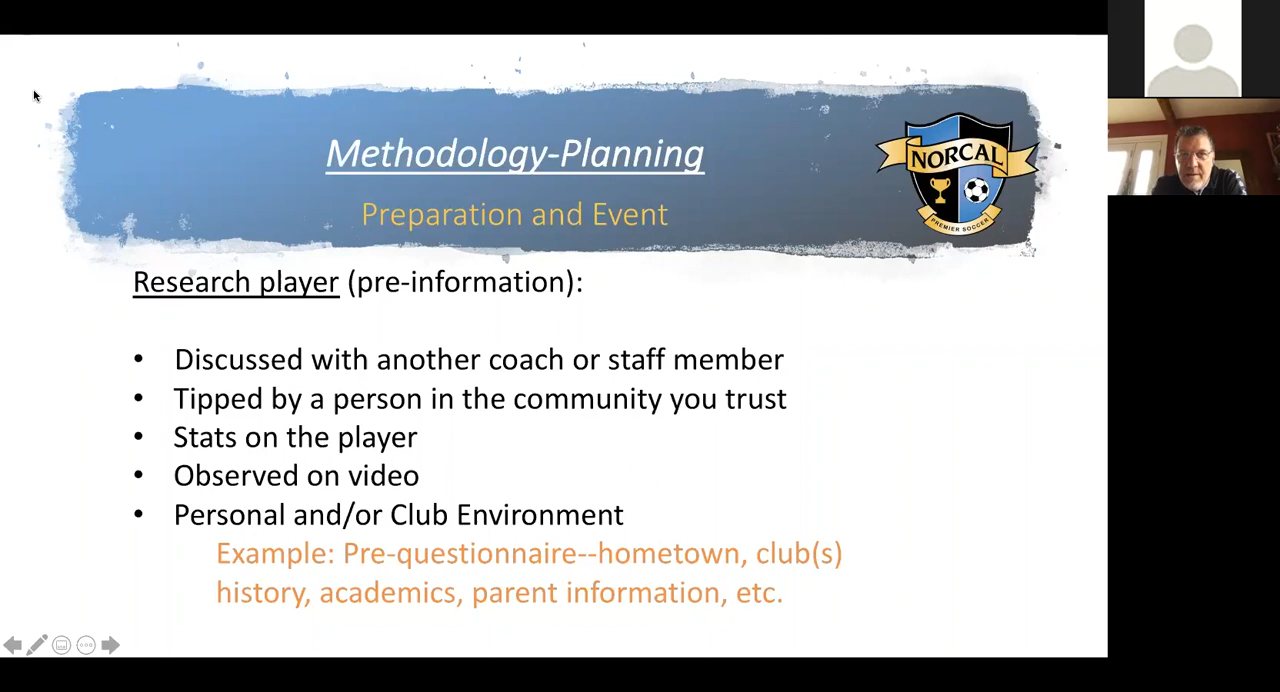 Methodology-Planning
Preparation and Event
NORCAL
PREMIER SOCCER
Research player (pre-information):
• Discussed with another coach or staff member
• Tipped by a person in the community you trust
• Stats on the player
• Observed on video
• Personal and/or Club Environment
Example: Pre-questionnaire--hometown, club(s)
history, academics, parent information, etc.